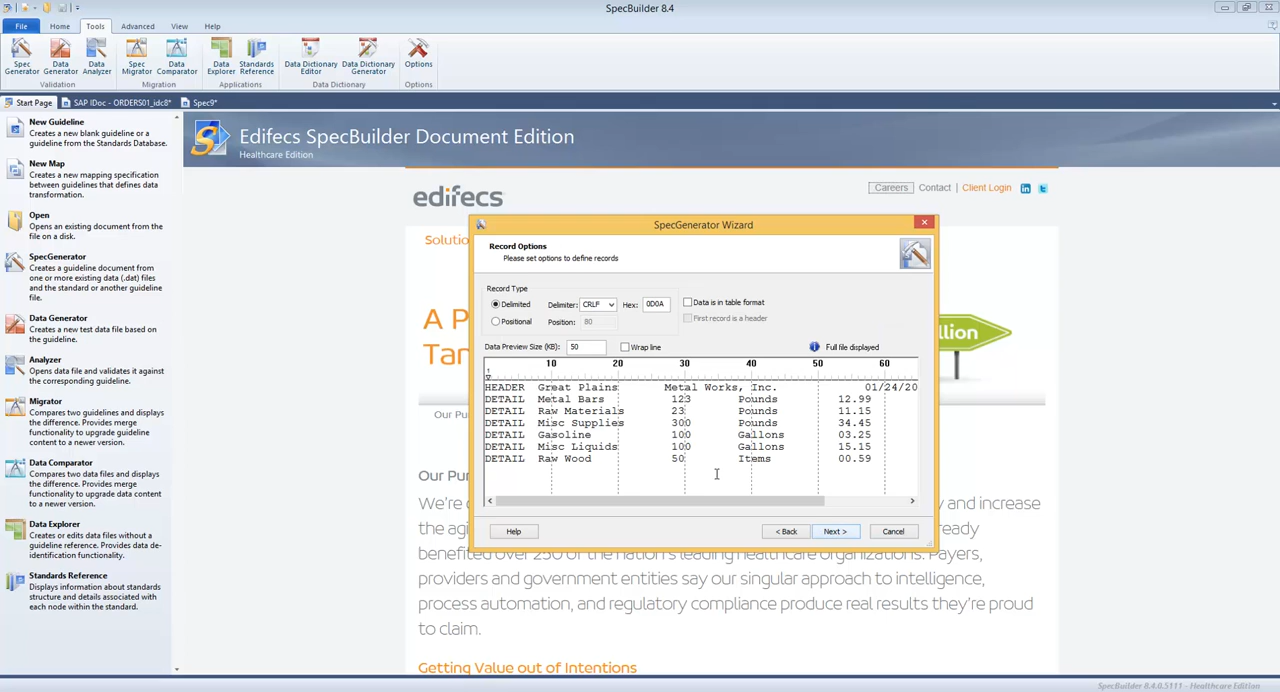 SpecBuilder 8.4
File Home Tools Advanced View Help
Spec Generator Data Generator Data Analyzer Spec Migrator Data Comparator Data Explorer Standards Reference Data Dictionary Editor Data Dictionary Generator Options
Validation Migration Applications Data Dictionary Options
Start Page SAP IDoc - ORDERS01_idc8* Spec9*
New Guideline
Creates a new blank guideline or a
guideline from the Standards Database.
New Map
Creates a new mapping specification
between guidelines that defines data
transformation.
Open
Opens an existing document from the
file on a disk.
SpecGenerator
Creates a guideline document from
one or more existing data (.dat) files
and the standard or another guideline
file.
Data Generator
Creates a new test data file based on
the guideline.
Analyzer
Opens data file and validates it against
the corresponding guideline.
Migrator
Compares two guidelines and displays
the difference. Provides merge
functionality to upgrade guideline
content to a newer version.
Data Comparator
Compares two data files and displays
the difference. Provides merge
functionality to upgrade data content
to a newer version.
Data Explorer
Creates or edits data files without a
guideline reference. Provides data de-
identification functionality.
Standards Reference
Displays information about standards
structure and details associated with
each node within the standard.
Edifecs SpecBuilder Document Edition
Healthcare Edition
edifecs
Careers Contact | Client Login
Solutio
A P
Tan
llion
Our Pu
SpecGenerator Wizard
Record Options
Please set options to define records
Record Type
Delimited Delimiter: CRLF Hex: 0D0A Data is in table format
Positional Position: 80 First record is a header
Data Preview Size (KB): 50 Wrap line Full file displayed
1 10 20 30 40 50 60
HEADER Great Plains Metal Works, Inc. 01/24/20
DETAIL Metal Bars 123 Pounds 12.99
DETAIL Raw Materials 23 Pounds 11.15
DETAIL Misc Supplies 300 Pounds 34.45
DETAIL Gasoline 100 Gallons 03.25
DETAIL Misc Liquids 100 Gallons 15.15
DETAIL Raw Wood 50 Items 00.59
Help < Back Next > Cancel
Our Pur
We're y and increase
the agi ready
benefited over 250 of the nation's leading healthcare organizations. Payers,
providers and government entities say our singular approach to intelligence,
process automation, and regulatory compliance produce real results they're proud
to claim.
Getting Value out of Intentions
SpecBuilder 8.4.0.5111 - Healthcare Edition